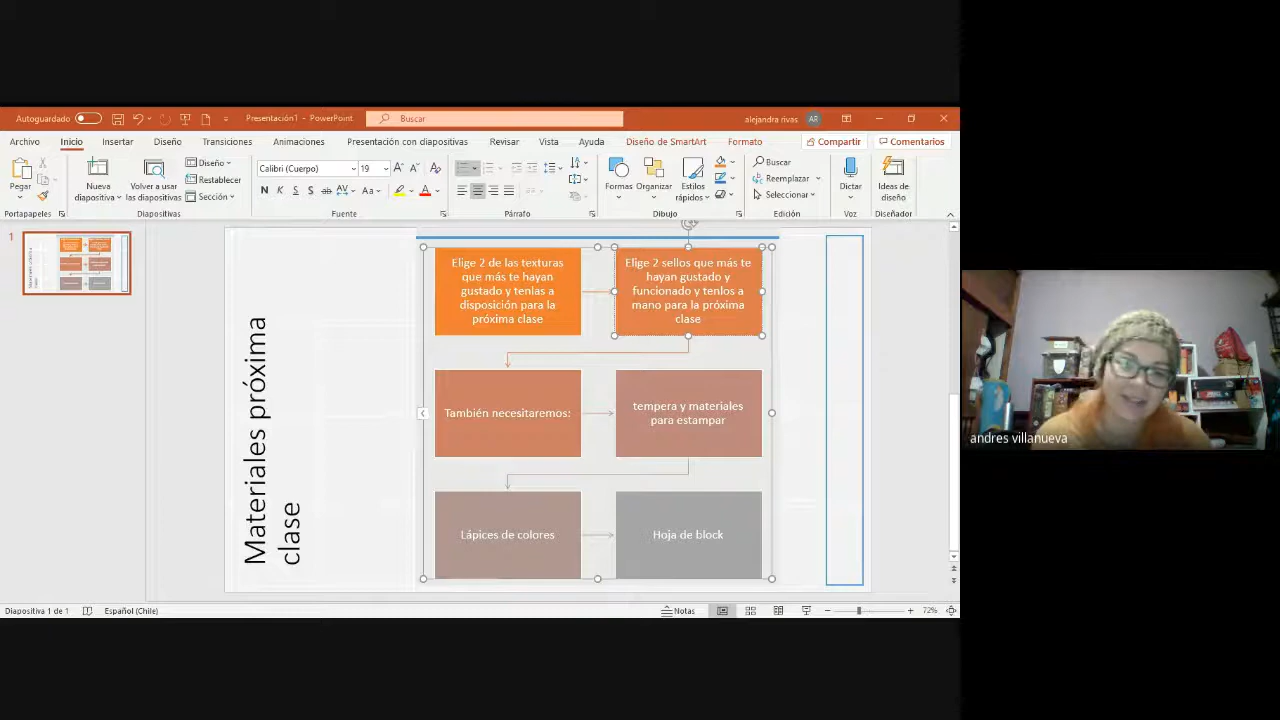 Autoguardado
Presentación1 - PowerPoint
Buscar
alejandra rivas
AR
Archivo
Inicio
Insertar
Diseño
Transiciones
Animaciones
Presentación con diapositivas
Revisar
Vista
Ayuda
Diseño de SmartArt
Formato
Compartir
Comentarios
Pegar
Nueva
diapositiva
Volver a usar
las diapositivas
Diseño
Restablecer
Sección
Calibri (Cuerpo)
19
N K S S ab AV Aa A
Formas
Organizar
Estilos
rápidos
Buscar
Reemplazar
Seleccionar
Dictar
Ideas de
diseño
Portapapeles
Diapositivas
Fuente
Párrafo
Dibujo
Edición
Voz
Diseñador
1
Materiales próxima
clase
Elige 2 de las texturas
que más te hayan
gustado y tenlas a
disposición para la
próxima clase
Elige 2 sellos que más te
hayan gustado y
funcionado y tenlos a
mano para la próxima
clase
También necesitaremos:
tempera y materiales
para estampar
Lápices de colores
Hoja de block
andres villanueva
Diapositiva 1 de 1
Español (Chile)
Notas
72%